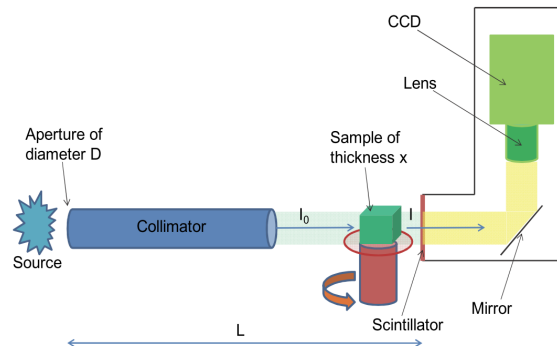 CCD
Lens
Aperture of
diameter D
Sample of
thickness x
I₀
I
Collimator
Source
Mirror
Scintillator
L